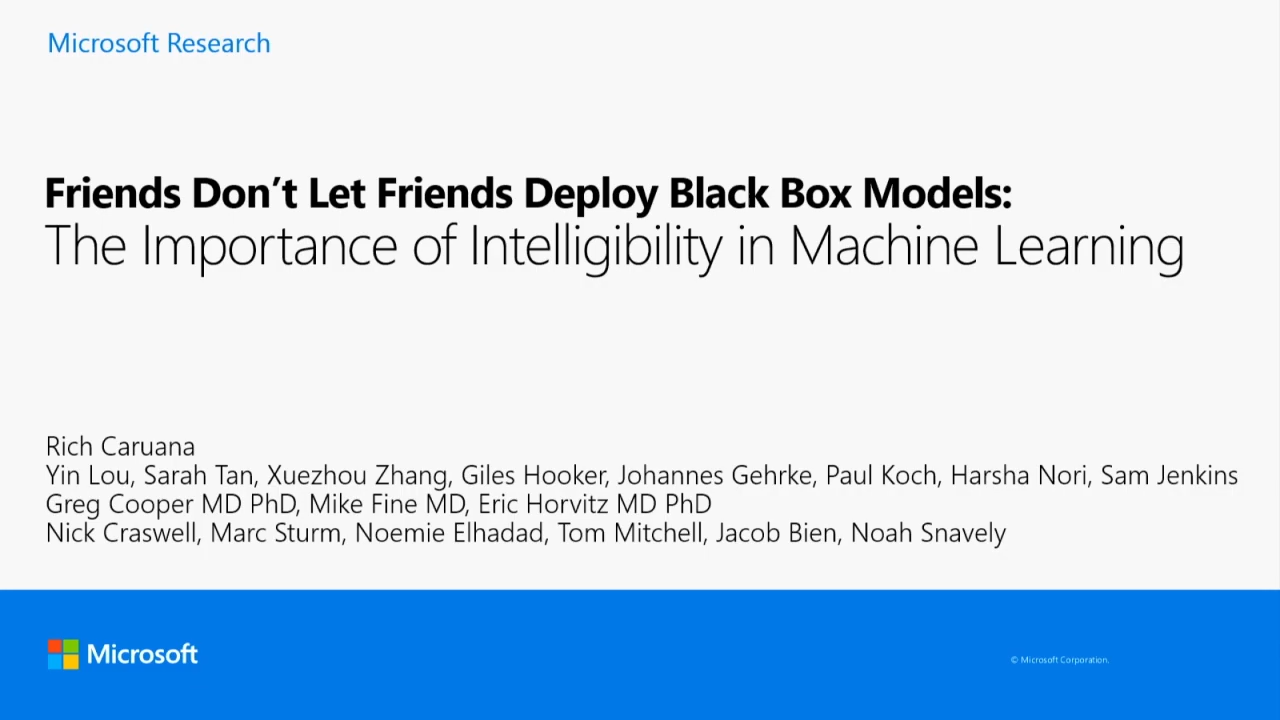 Microsoft Research
Friends Don’t Let Friends Deploy Black Box Models:
The Importance of Intelligibility in Machine Learning
Rich Caruana
Yin Lou, Sarah Tan, Xuezhou Zhang, Giles Hooker, Johannes Gehrke, Paul Koch, Harsha Nori, Sam Jenkins
Greg Cooper MD PhD, Mike Fine MD, Eric Horvitz MD PhD
Nick Craswell, Marc Sturm, Noemie Elhadad, Tom Mitchell, Jacob Bien, Noah Snavely
Microsoft
© Microsoft Corporation.